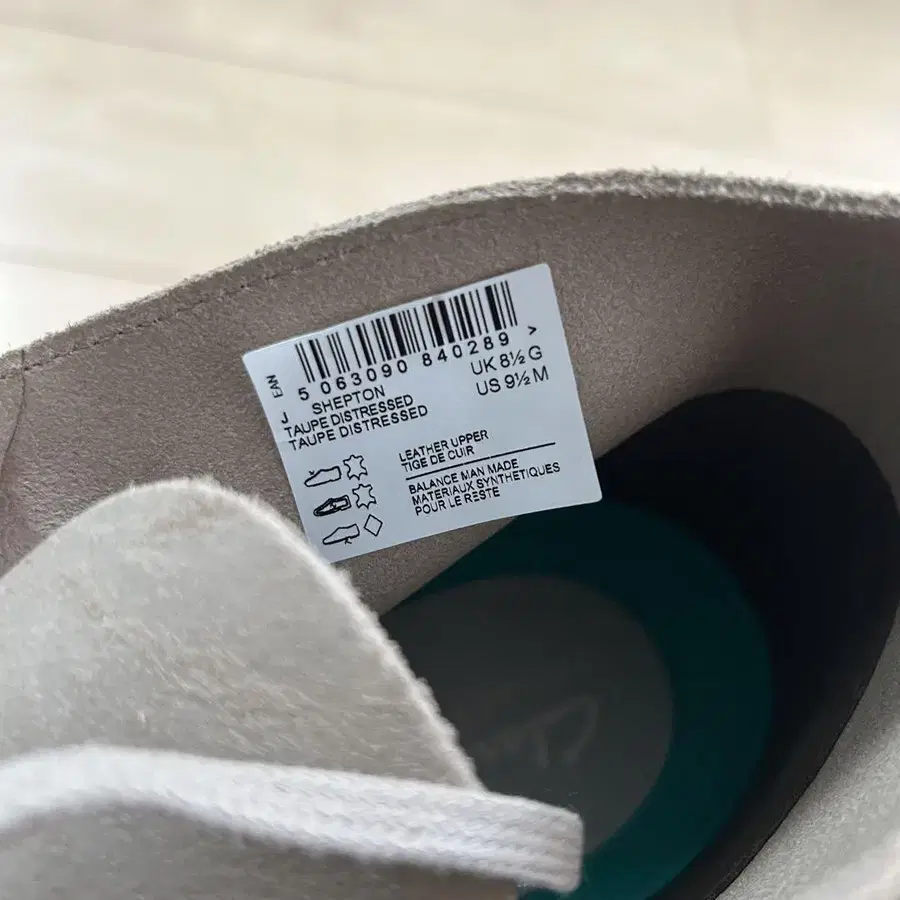 EAN
5 063090 840289 >
J SHEPTON
TAUPE DISTRESSED
TAUPE DISTRESSED
UK 8½ G
US 9½ M
LEATHER UPPER
TIGE DE CUIR
BALANCE MAN MADE
MATERIAUX SYNTHETIQUES
POUR LE RESTE